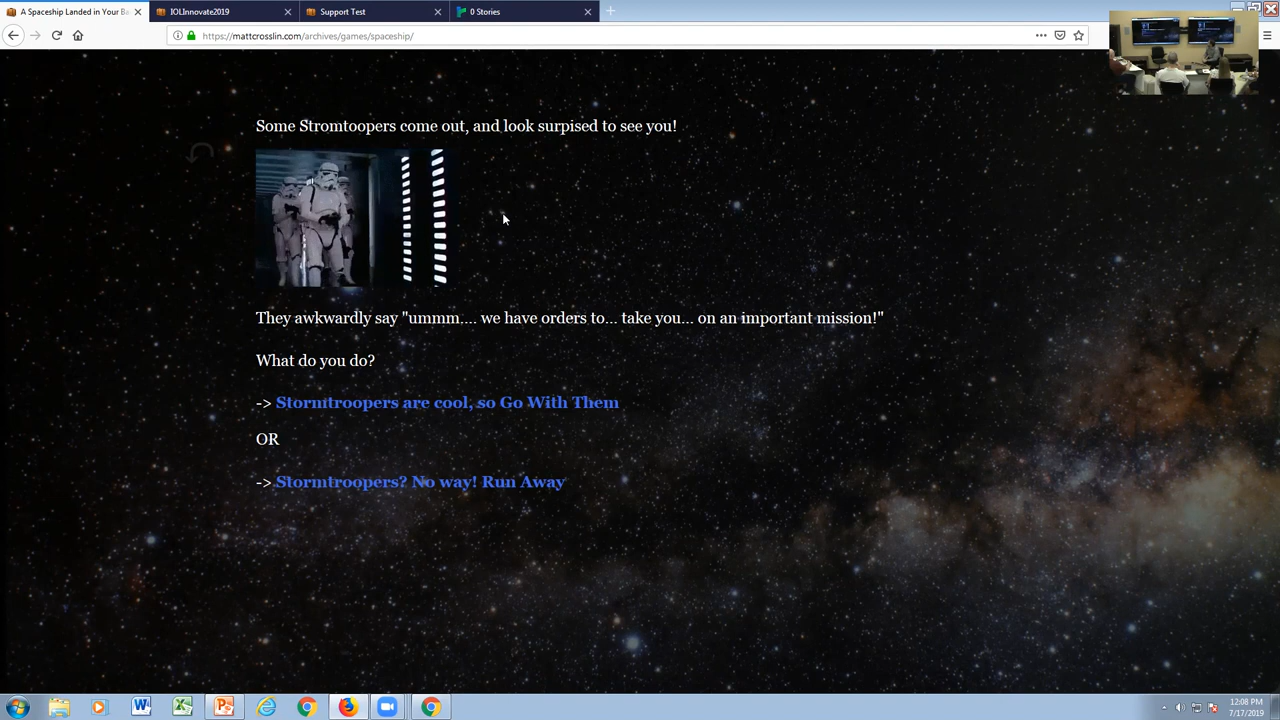 A Spaceship Landed in Your Ba
IOLInnovate2019
Support Test
0 Stories
https://mattcrosslin.com/archives/games/spaceship/
Some Stromtoopers come out, and look surpised to see you!
They awkwardly say "ummm.... we have orders to... take you... on an important mission!"
What do you do?
-> Stormtroopers are cool, so Go With Them
OR
-> Stormtroopers? No way! Run Away
12:08 PM
7/17/2019